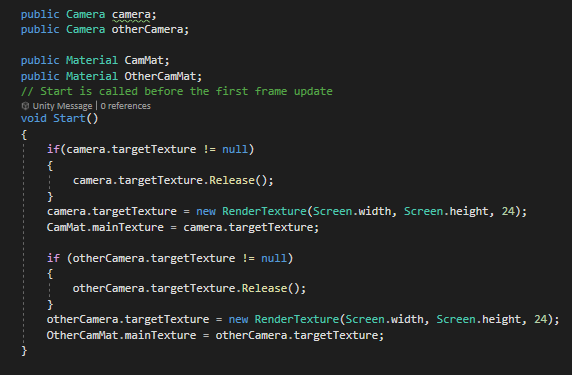 public Camera camera;
public Camera otherCamera;
public Material CamMat;
public Material OtherCamMat;
// Start is called before the first frame update
Unity Message | 0 references
void Start()
{
if(camera.targetTexture != null)
{
camera.targetTexture.Release();
}
camera.targetTexture = new RenderTexture(Screen.width, Screen.height, 24);
CamMat.mainTexture = camera.targetTexture;
if (otherCamera.targetTexture != null)
{
otherCamera.targetTexture.Release();
}
otherCamera.targetTexture = new RenderTexture(Screen.width, Screen.height, 24);
OtherCamMat.mainTexture = otherCamera.targetTexture;
}